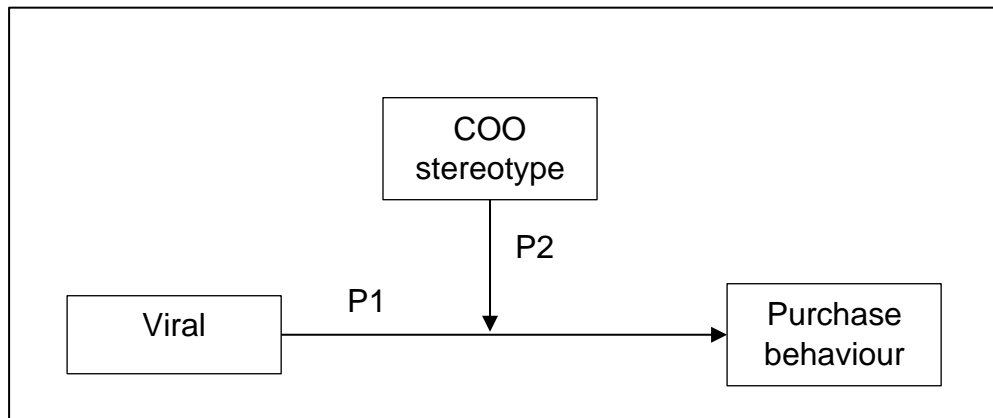 COO
stereotype
P2
P1
Viral
Purchase
behaviour